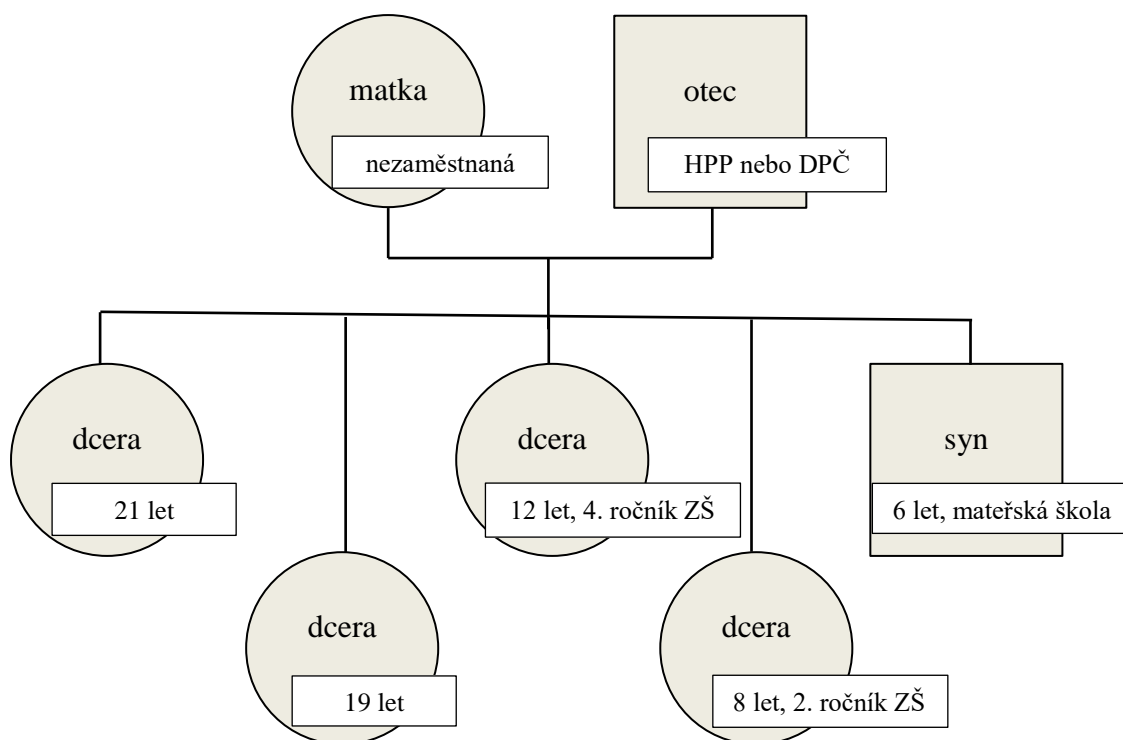 matka
nezaměstnaná
otec
HPP nebo DPČ
dcera
21 let
dcera
19 let
dcera
12 let, 4. ročník ZŠ
dcera
8 let, 2. ročník ZŠ
syn
6 let, mateřská škola